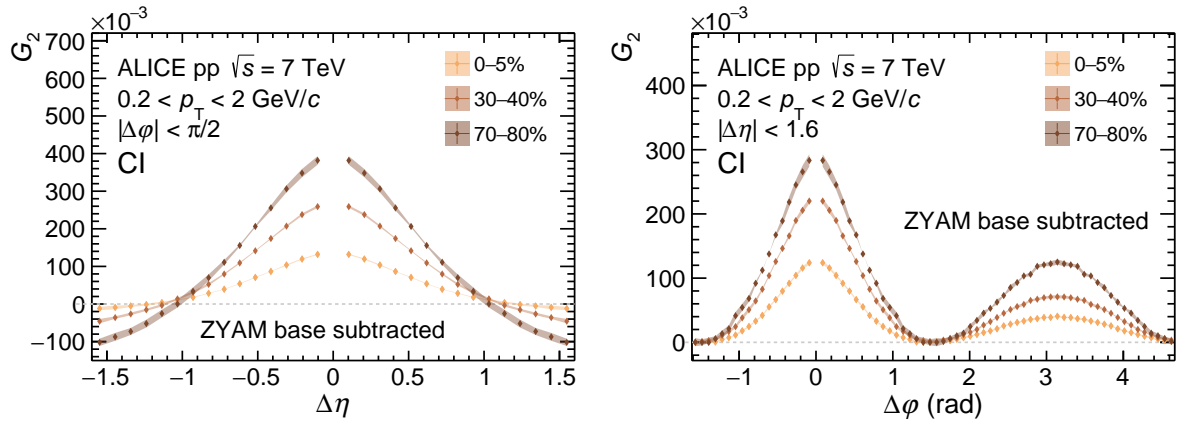 ×10⁻³
G₂
700
600
500
400
300
200
100
0
−100
ALICE pp √s = 7 TeV
0.2 < p_T < 2 GeV/c
|Δφ| < π/2
CI
0–5%
30–40%
70–80%
ZYAM base subtracted
−1.5 −1 −0.5 0 0.5 1 1.5
Δη
×10⁻³
G₂
400
300
200
100
0
ALICE pp √s = 7 TeV
0.2 < p_T < 2 GeV/c
|Δη| < 1.6
CI
0–5%
30–40%
70–80%
ZYAM base subtracted
−1 0 1 2 3 4
Δφ (rad)